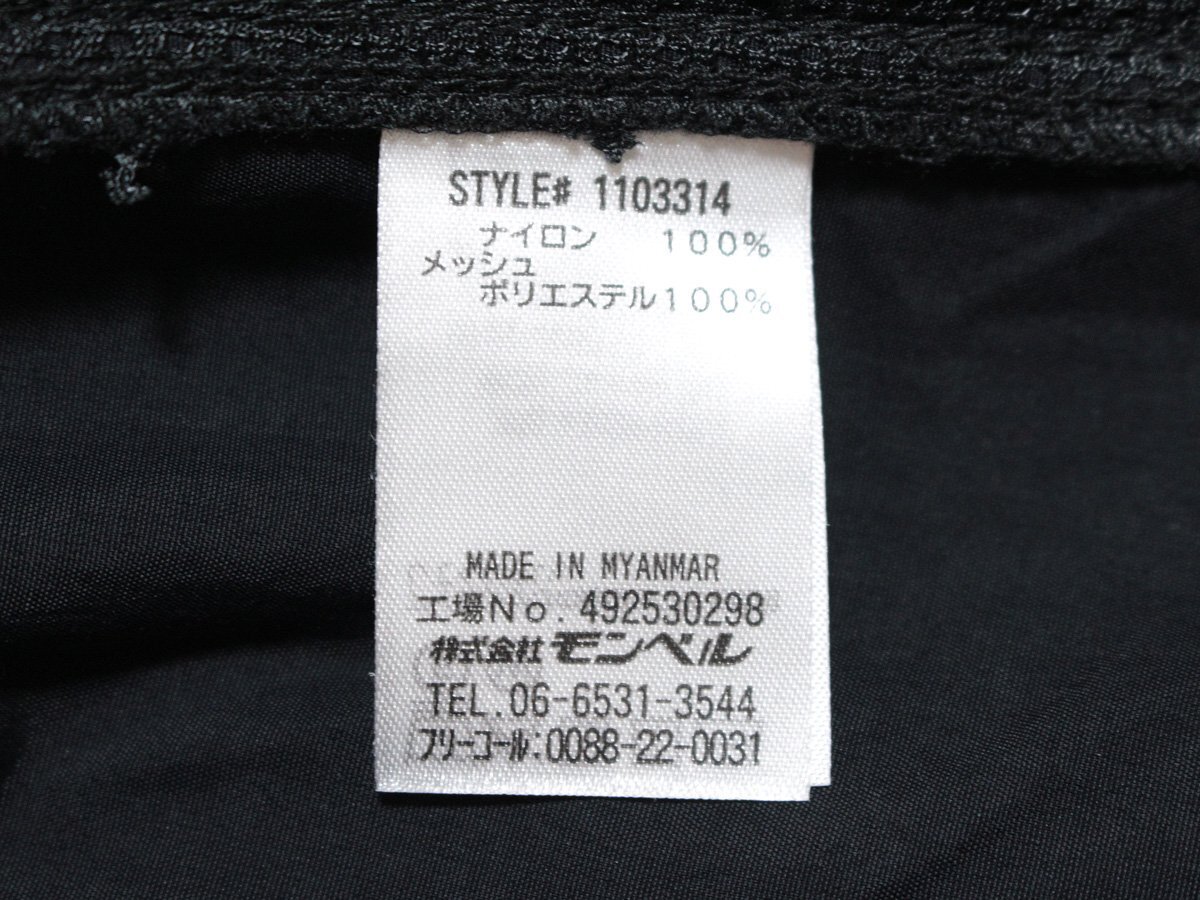 STYLE# 1103314
ナイロン 100%
メッシュ
ポリエステル100%
MADE IN MYANMAR
工場No. 492530298
株式会社 モンベル
TEL.06-6531-3544
フリーコール:0088-22-0031